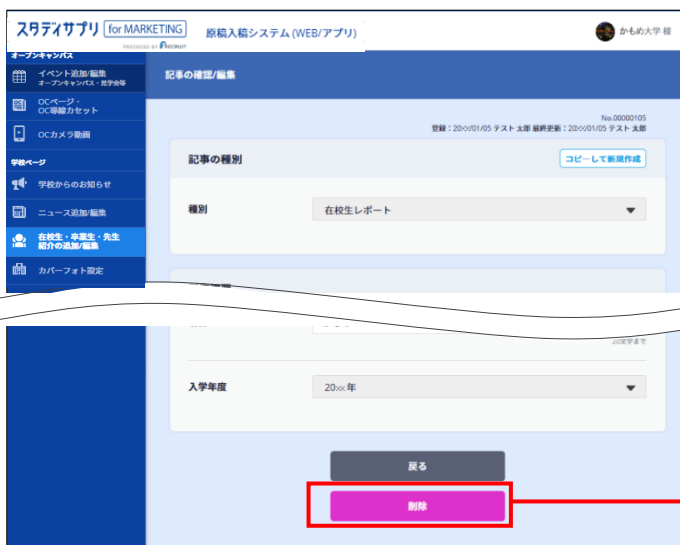 スタディサプリ for MARKETING
PRODUCED BY RECRUIT
原稿入稿システム (WEB/アプリ)
かもめ大学 様
オープンキャンパス
イベント追加/編集
オープンキャンパス・見学会等
OCページ・
OC導線カセット
OCカメラ動画
学校ページ
学校からのお知らせ
ニュース追加/編集
在校生・卒業生・先生
紹介の追加/編集
カバーフォト設定
記事の確認/編集
No.00000105
登録：20××/01/05 テスト 太郎 最終更新：20××/01/05 テスト 太郎
記事の種別
コピーして新規作成
種別
在校生レポート
20文字まで
入学年度
20××年
戻る
削除